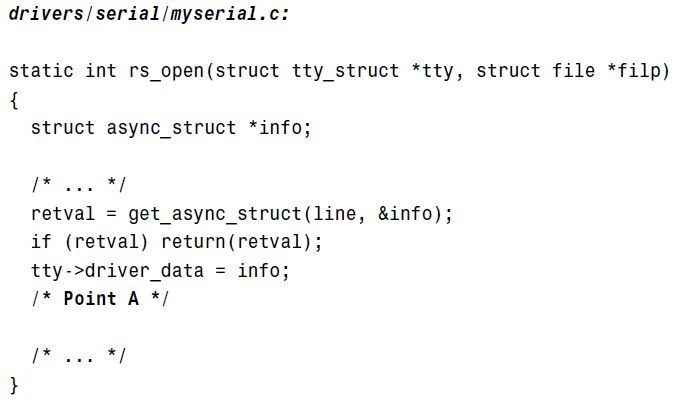 drivers/serial/myserial.c:
static int rs_open(struct tty_struct *tty, struct file *filp)
{
struct async_struct *info;
/* ... */
retval = get_async_struct(line, &info);
if (retval) return(retval);
tty->driver_data = info;
/* Point A */
/* ... */
}